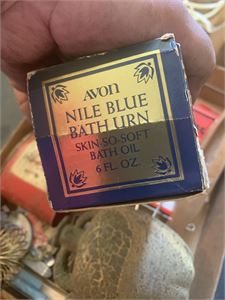 AVON
NILE BLUE
BATH URN
SKIN-SO-SOFT
BATH OIL
6 FL. OZ.